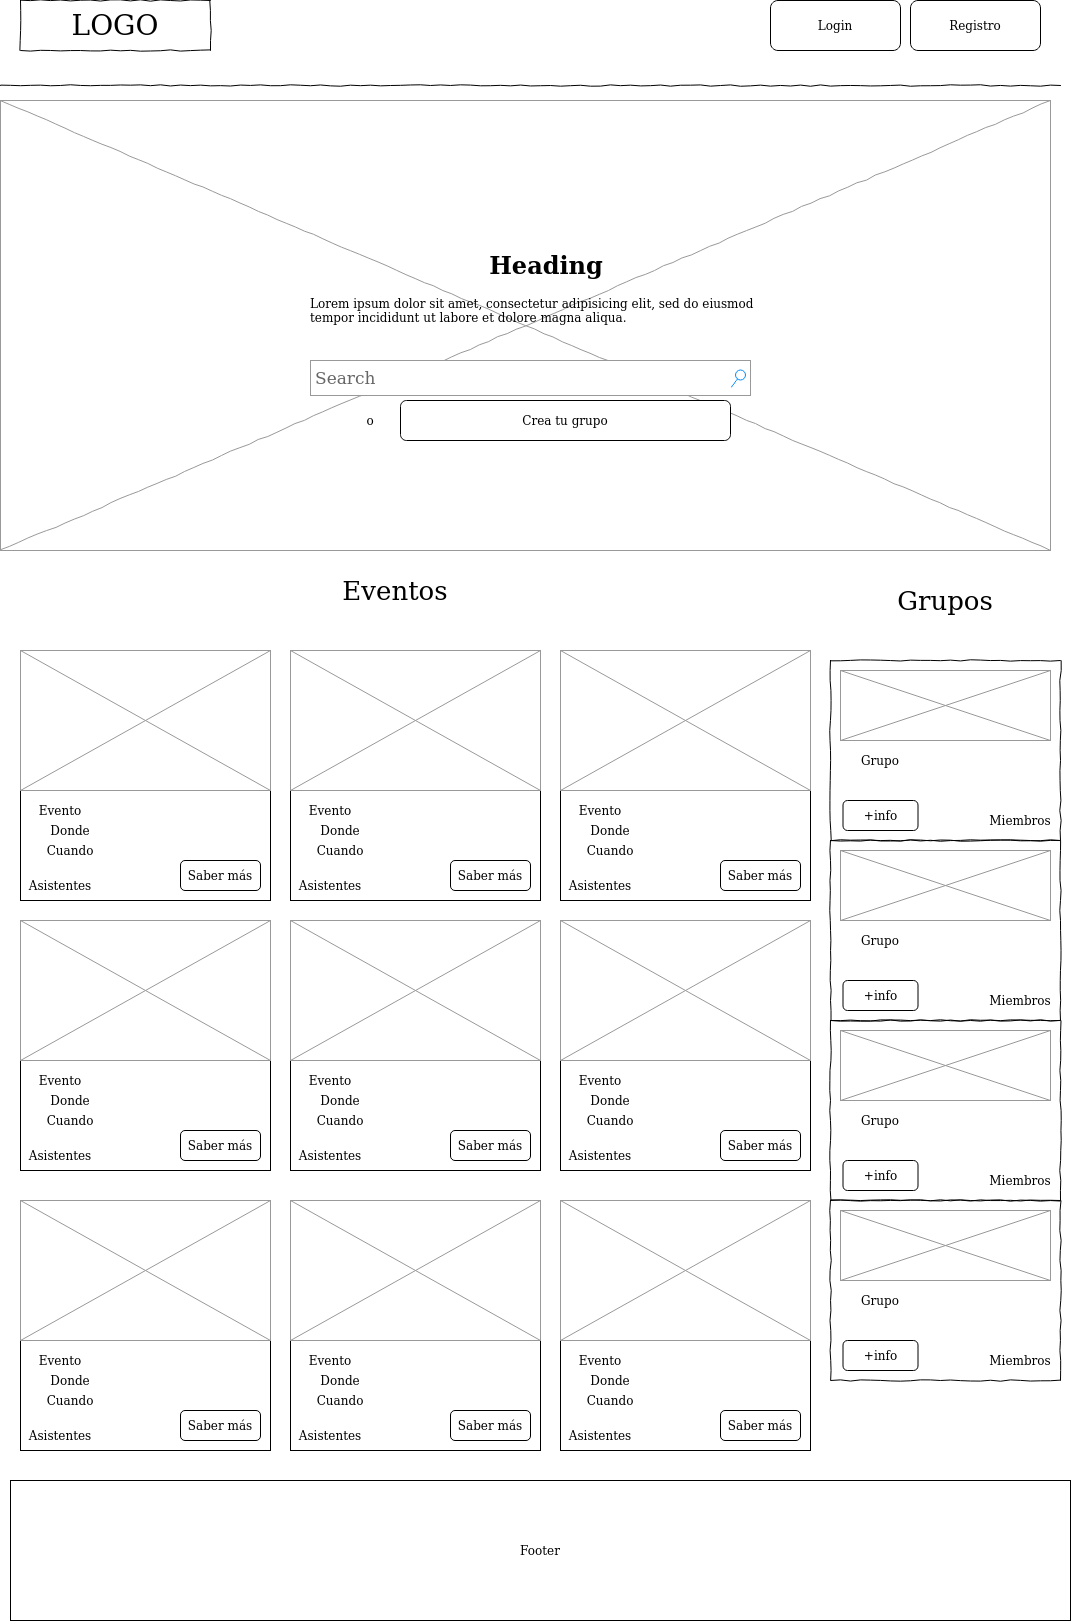 LOGO
Login
Registro
Heading
Lorem ipsum dolor sit amet, consectetur adipisicing elit, sed do eiusmod
tempor incididunt ut labore et dolore magna aliqua.
Search
o
Crea tu grupo
Eventos
Evento
Donde
Cuando
Asistentes
Saber más
Evento
Donde
Cuando
Asistentes
Saber más
Evento
Donde
Cuando
Asistentes
Saber más
Evento
Donde
Cuando
Asistentes
Saber más
Evento
Donde
Cuando
Asistentes
Saber más
Evento
Donde
Cuando
Asistentes
Saber más
Evento
Donde
Cuando
Asistentes
Saber más
Evento
Donde
Cuando
Asistentes
Saber más
Evento
Donde
Cuando
Asistentes
Saber más
Grupos
Grupo
+info
Miembros
Grupo
+info
Miembros
Grupo
+info
Miembros
Grupo
+info
Miembros
Footer